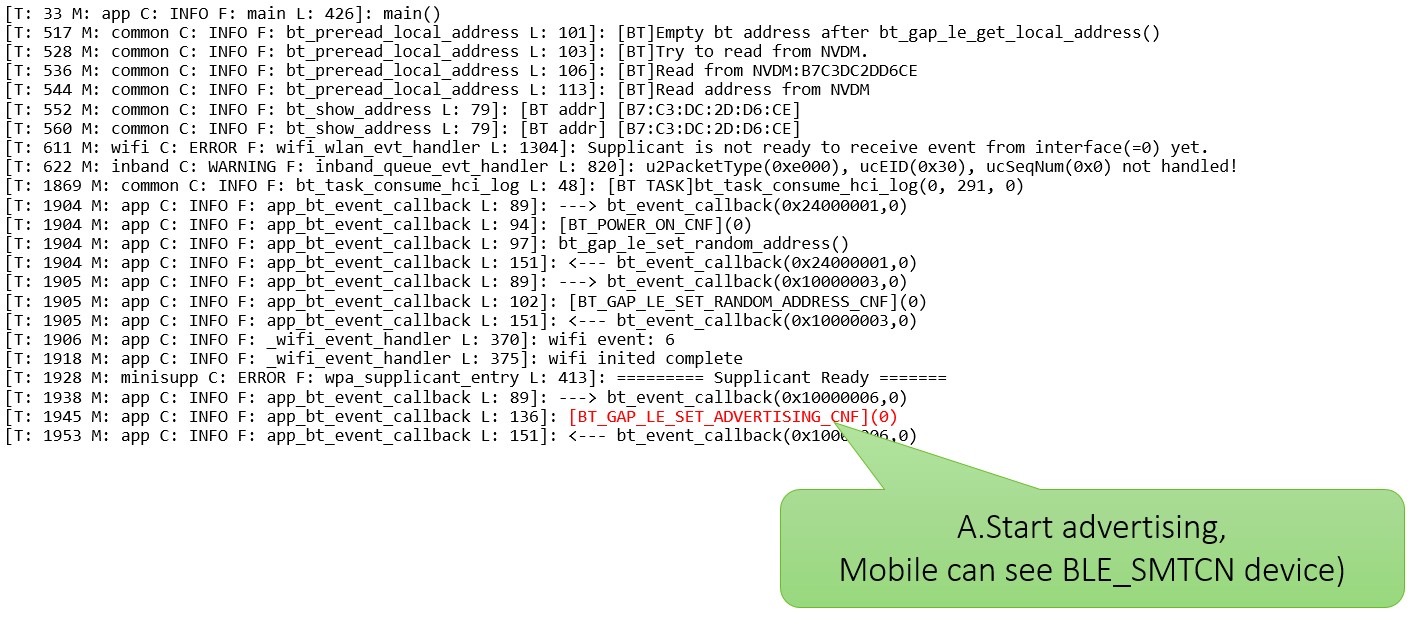 [T: 33 M: app C: INFO F: main L: 426]: main()
[T: 517 M: common C: INFO F: bt_preread_local_address L: 101]: [BT]Empty bt address after bt_gap_le_get_local_address()
[T: 528 M: common C: INFO F: bt_preread_local_address L: 103]: [BT]Try to read from NVDM.
[T: 536 M: common C: INFO F: bt_preread_local_address L: 106]: [BT]Read from NVDM:B7C3DC2DD6CE
[T: 544 M: common C: INFO F: bt_preread_local_address L: 113]: [BT]Read address from NVDM
[T: 552 M: common C: INFO F: bt_show_address L: 79]: [BT addr] [B7:C3:DC:2D:D6:CE]
[T: 560 M: common C: INFO F: bt_show_address L: 79]: [BT addr] [B7:C3:DC:2D:D6:CE]
[T: 611 M: wifi C: ERROR F: wifi_wlan_evt_handler L: 1304]: Supplicant is not ready to receive event from interface(=0) yet.
[T: 622 M: inband C: WARNING F: inband_queue_evt_handler L: 820]: u2PacketType(0xe000), ucEID(0x30), ucSeqNum(0x0) not handled!
[T: 1869 M: common C: INFO F: bt_task_consume_hci_log L: 48]: [BT TASK]bt_task_consume_hci_log(0, 291, 0)
[T: 1904 M: app C: INFO F: app_bt_event_callback L: 89]: ---> bt_event_callback(0x24000001,0)
[T: 1904 M: app C: INFO F: app_bt_event_callback L: 94]: [BT_POWER_ON_CNF](0)
[T: 1904 M: app C: INFO F: app_bt_event_callback L: 97]: bt_gap_le_set_random_address()
[T: 1904 M: app C: INFO F: app_bt_event_callback L: 151]: <--- bt_event_callback(0x24000001,0)
[T: 1905 M: app C: INFO F: app_bt_event_callback L: 89]: ---> bt_event_callback(0x10000003,0)
[T: 1905 M: app C: INFO F: app_bt_event_callback L: 102]: [BT_GAP_LE_SET_RANDOM_ADDRESS_CNF](0)
[T: 1905 M: app C: INFO F: app_bt_event_callback L: 151]: <--- bt_event_callback(0x10000003,0)
[T: 1906 M: app C: INFO F: _wifi_event_handler L: 370]: wifi event: 6
[T: 1918 M: app C: INFO F: _wifi_event_handler L: 375]: wifi inited complete
[T: 1928 M: minisupp C: ERROR F: wpa_supplicant_entry L: 413]: ========= Supplicant Ready =======
[T: 1938 M: app C: INFO F: app_bt_event_callback L: 89]: ---> bt_event_callback(0x10000006,0)
[T: 1945 M: app C: INFO F: app_bt_event_callback L: 136]: [BT_GAP_LE_SET_ADVERTISING_CNF](0)
[T: 1953 M: app C: INFO F: app_bt_event_callback L: 151]: <--- bt_event_callback(0x10000006,0)
A.Start advertising,
Mobile can see BLE_SMTCN device)